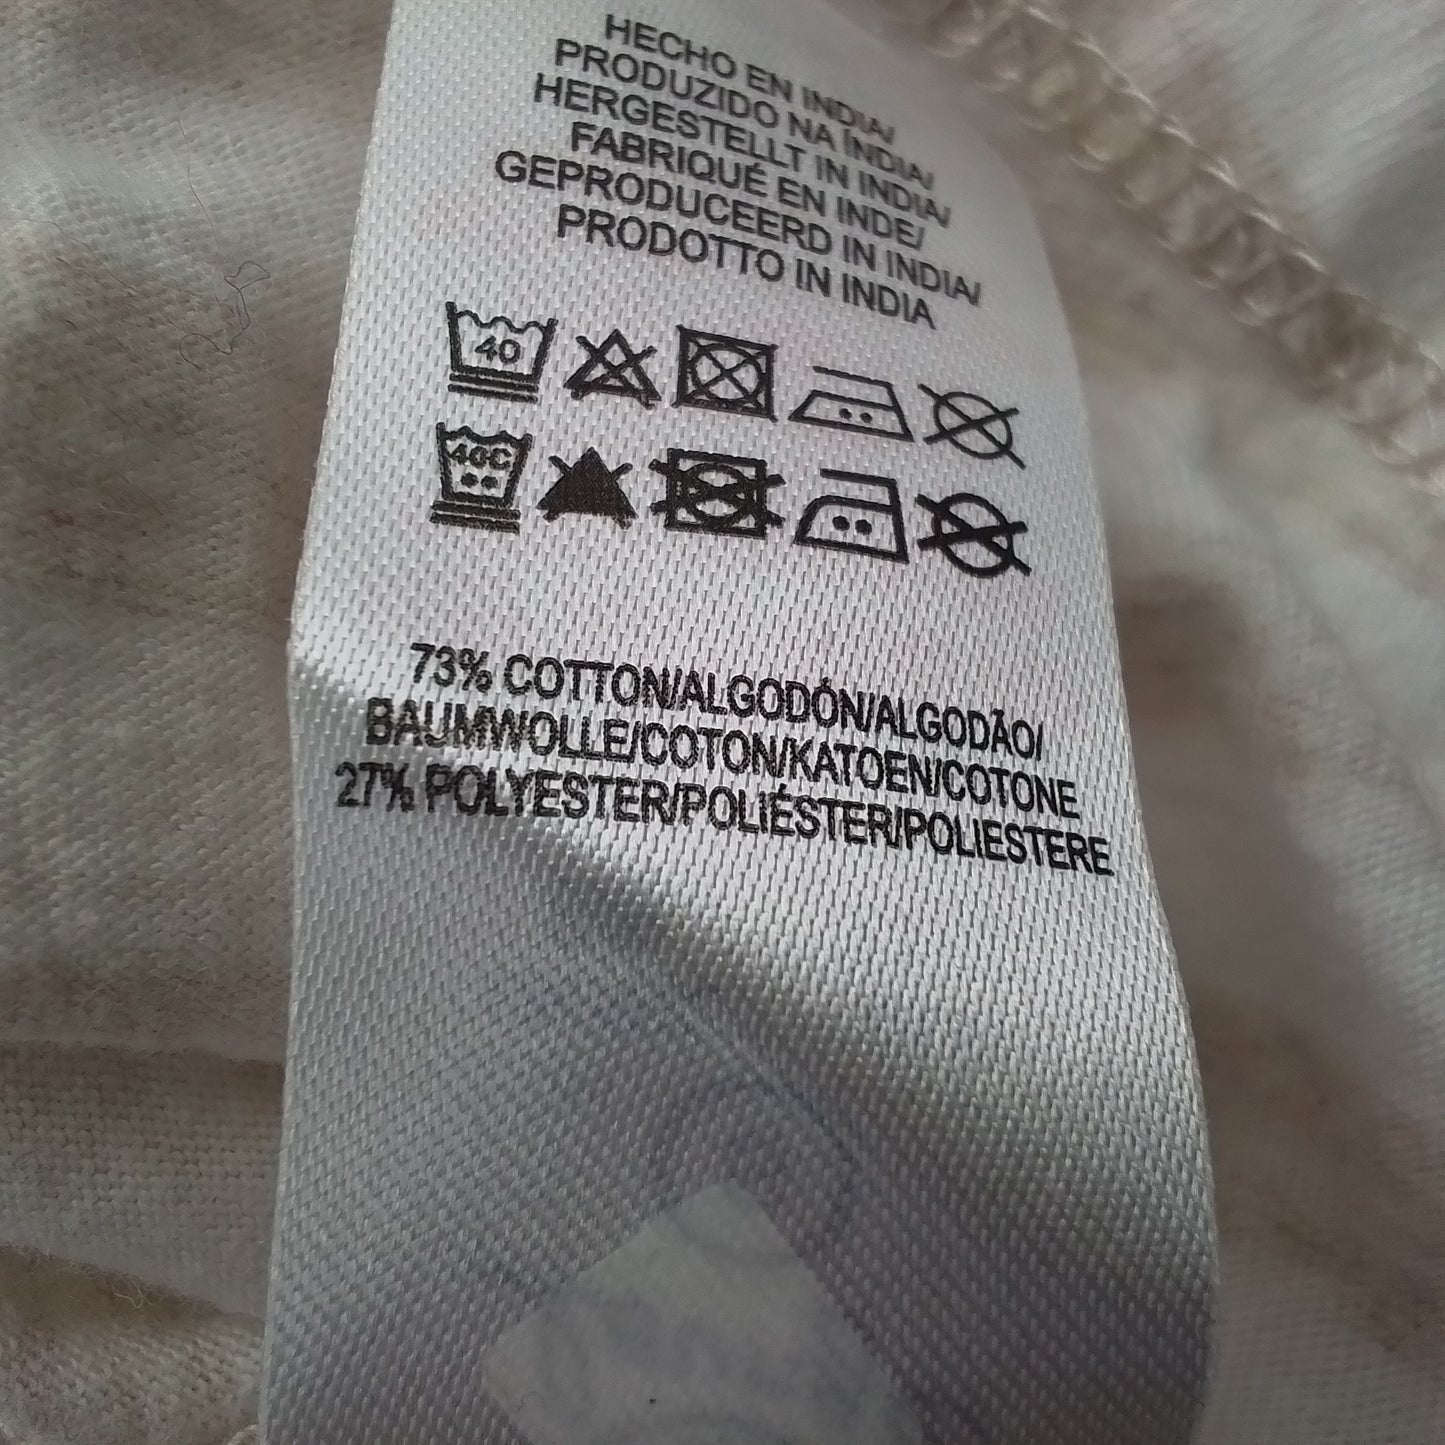 HECHO EN INDIA/
PRODUZIDO NA ÍNDIA/
HERGESTELLT IN INDIA/
FABRIQUÉ EN INDE/
GEPRODUCEERD IN INDIA/
PRODOTTO IN INDIA
40
40C
73% COTTON/ALGODÓN/ALGODÃO/
BAUMWOLLE/COTON/KATOEN/COTONE
27% POLYESTER/POLIÉSTER/POLIESTERE